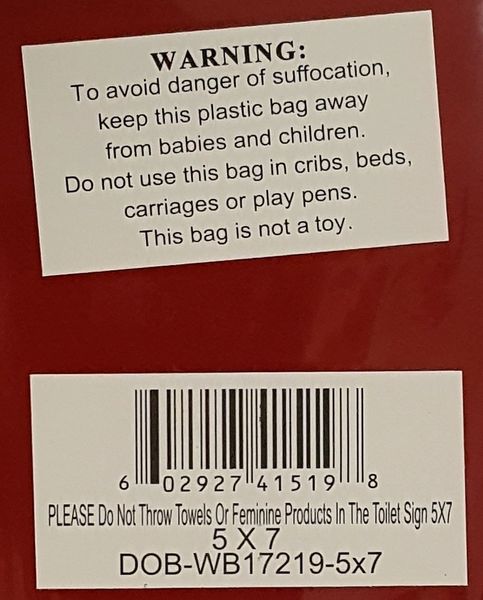 WARNING:
To avoid danger of suffocation,
keep this plastic bag away
from babies and children.
Do not use this bag in cribs, beds,
carriages or play pens.
This bag is not a toy.
6 02927 41519 8
PLEASE Do Not Throw Towels Or Feminine Products In The Toilet Sign 5X7
5 X 7
DOB-WB17219-5x7